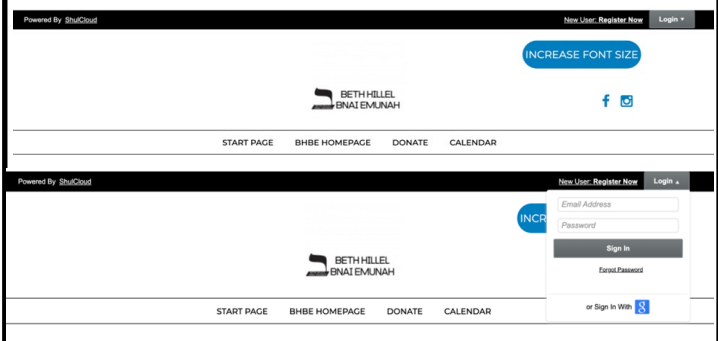 Powered By ShulCloud
New User: Register Now Login ▾
INCREASE FONT SIZE
BETH HILLEL
BNAI EMUNAH
START PAGE BHBE HOMEPAGE DONATE CALENDAR
Powered By ShulCloud
New User: Register Now Login ▴
INCR
Email Address
Password
Sign In
Forgot Password
BETH HILLEL
BNAI EMUNAH
or Sign In With 8
START PAGE BHBE HOMEPAGE DONATE CALENDAR